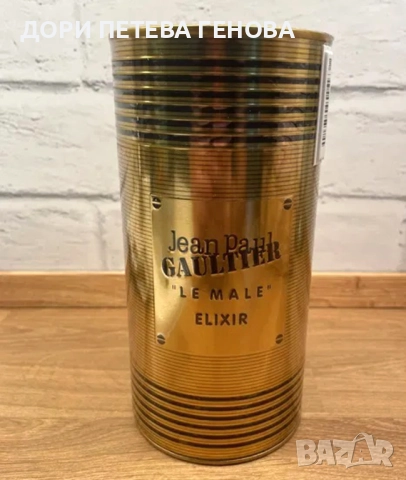 ДОРИ ПЕТЕВА ГЕНОВА
Jean Paul
GAULTIER
"LE MALE"
ELIXIR
BAZAR